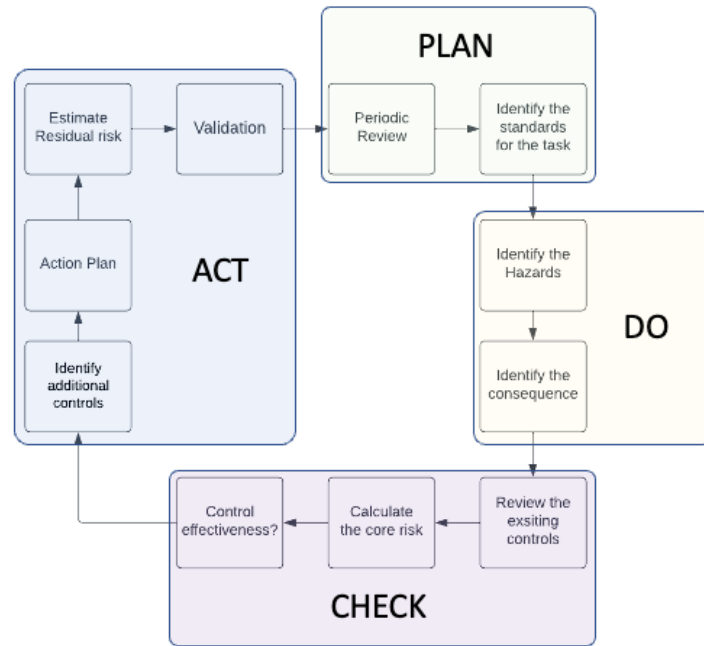 PLAN
Periodic
Review
Identify the
standards
for the task
DO
Identify the
Hazards
Identify the
consequence
CHECK
Review the
exsiting
controls
Calculate
the core risk
Control
effectiveness?
ACT
Identify
additional
controls
Action Plan
Estimate
Residual risk
Validation